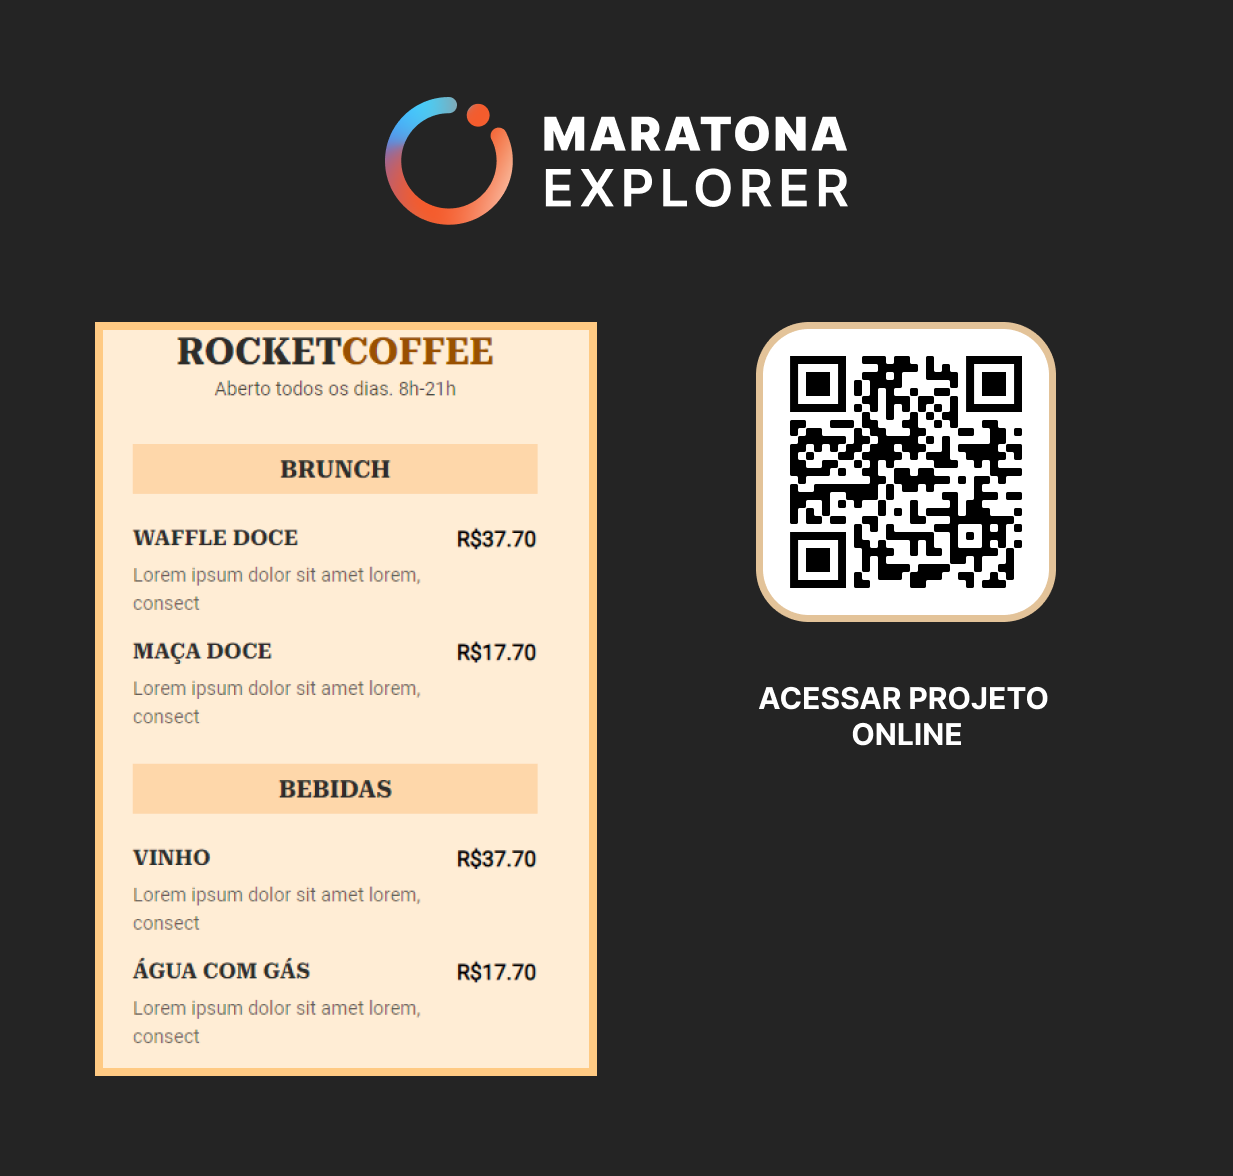 MARATONA
EXPLORER
ROCKETCOFFEE
Aberto todos os dias. 8h-21h
BRUNCH
WAFFLE DOCE R$37.70
Lorem ipsum dolor sit amet lorem,
consect
MAÇA DOCE R$17.70
Lorem ipsum dolor sit amet lorem,
consect
BEBIDAS
VINHO R$37.70
Lorem ipsum dolor sit amet lorem,
consect
ÁGUA COM GÁS R$17.70
Lorem ipsum dolor sit amet lorem,
consect
ACESSAR PROJETO
ONLINE